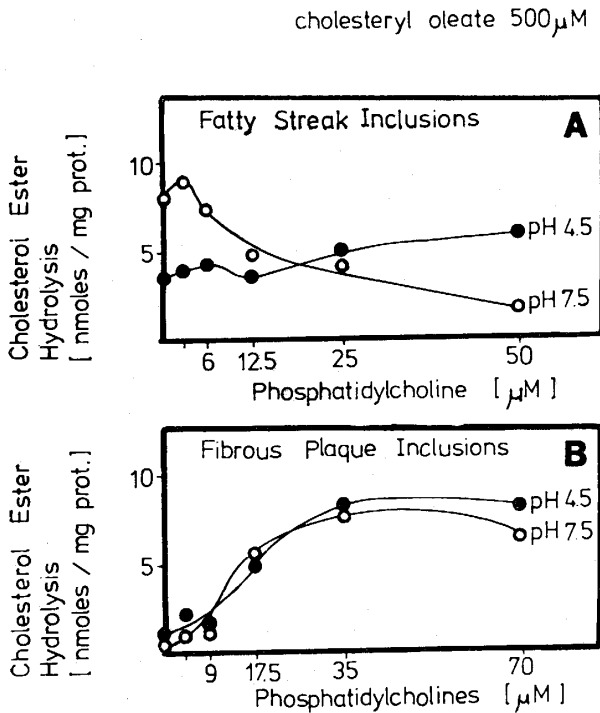 cholesteryl oleate 500µM
Fatty Streak Inclusions A
Cholesterol Ester
Hydrolysis
[ nmoles / mg prot. ]
10
5
pH 4.5
pH 7.5
6 12.5 25 50
Phosphatidylcholine [ µM ]
Fibrous Plaque Inclusions B
Cholesterol Ester
Hydrolysis
[ nmoles / mg prot. ]
10
5
pH 4.5
pH 7.5
9 17.5 35 70
Phosphatidylcholines [ µM ]